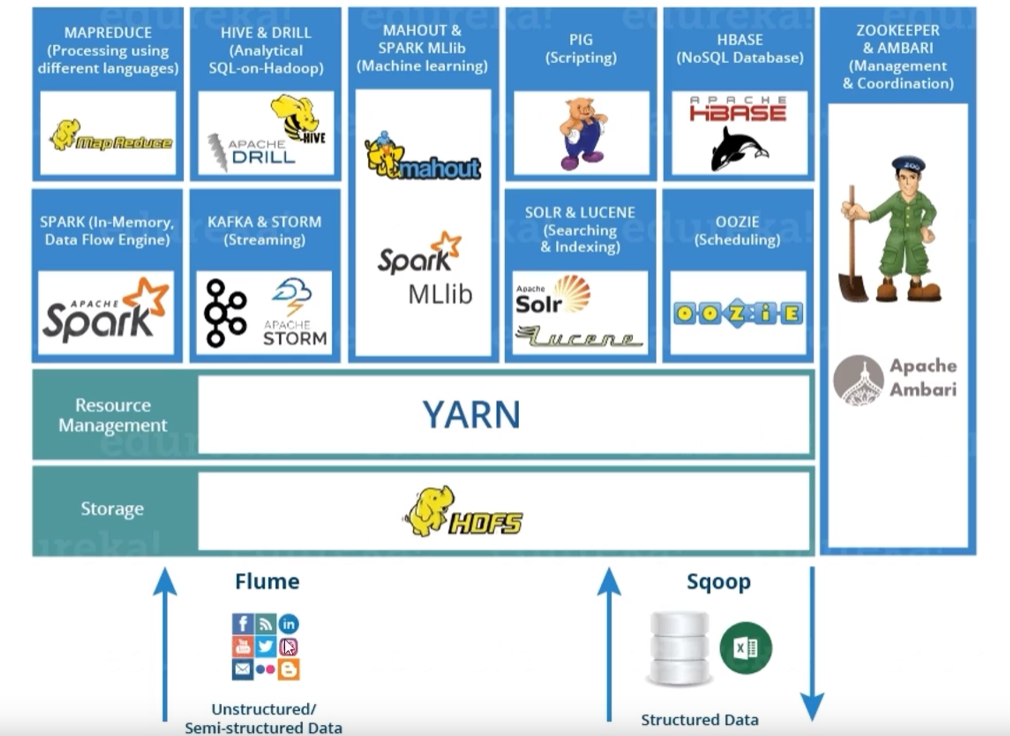 MAPREDUCE
(Processing using
different languages)
Map Reduce
HIVE & DRILL
(Analytical
SQL-on-Hadoop)
HIVE
APACHE
DRILL
MAHOUT &
SPARK MLlib
(Machine learning)
mahout
Spark
MLlib
PIG
(Scripting)
HBASE
(NoSQL Database)
APACHE
HBASE
ZOOKEEPER
& AMBARI
(Management
& Coordination)
ZOO
Apache
Ambari
SPARK (In-Memory,
Data Flow Engine)
APACHE
Spark
KAFKA & STORM
(Streaming)
APACHE
STORM
SOLR & LUCENE
(Searching
& Indexing)
Apache
Solr
Lucene
OOZIE
(Scheduling)
OOZIE
Resource
Management
YARN
edureka!
Storage
HDFS
Flume
Unstructured/
Semi-structured Data
Sqoop
Structured Data